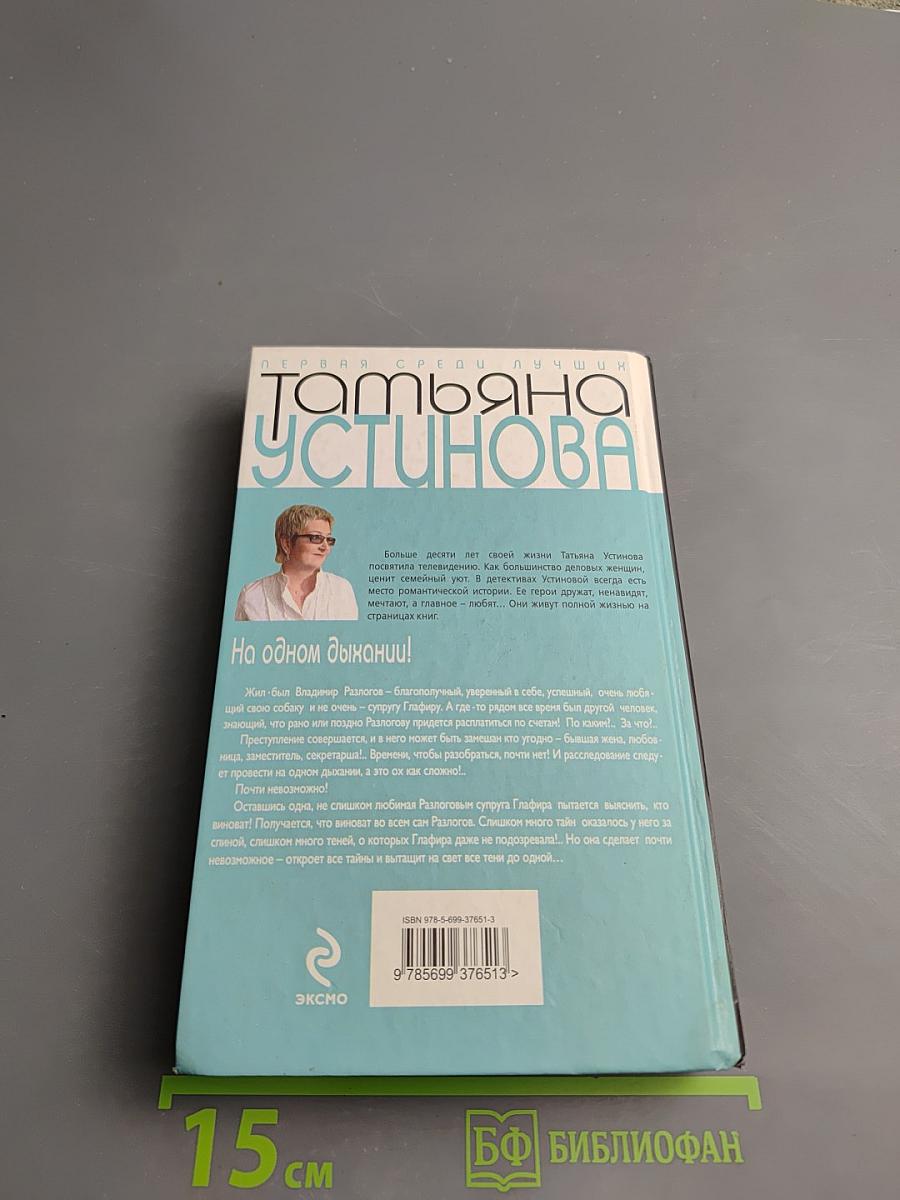 ПЕРВАЯ СРЕДИ ЛУЧШИХ
Татьяна
УСТИНОВА
Больше десяти лет своей жизни Татьяна Устинова
посвятила телевидению. Как большинство деловых женщин,
ценит семейный уют. В детективах Устиновой всегда есть
место романтической истории. Ее герои дружат, ненавидят,
мечтают, а главное – любят... Они живут полной жизнью на
страницах книг.
На одном дыхании!
Жил-был Владимир Разлогов – благополучный, уверенный в себе, успешный, очень любя-
щий свою собаку и не очень – супругу Глафиру. А где-то рядом все время был другой человек,
знающий, что рано или поздно Разлогову придется расплатиться по счетам! По каким!.. За что!..
Преступление совершается, и в него может быть замешан кто угодно – бывшая жена, любов-
ница, заместитель, секретарша!.. Времени, чтобы разобраться, почти нет! И расследование следу-
ет провести на одном дыхании, а это ох как сложно!..
Почти невозможно!
Оставшись одна, не слишком любимая Разлоговым супруга Глафира пытается выяснить, кто
виноват! Получается, что виноват во всем сам Разлогов. Слишком много тайн оказалось у него за
спиной, слишком много теней, о которых Глафира даже не подозревала!.. Но она сделает почти
невозможное – откроет все тайны и вытащит на свет все тени до одной...
ISBN 978-5-699-37651-3
9 785699 376513 >
ЭКСМО
15 см
БФ БИБЛИОФАН